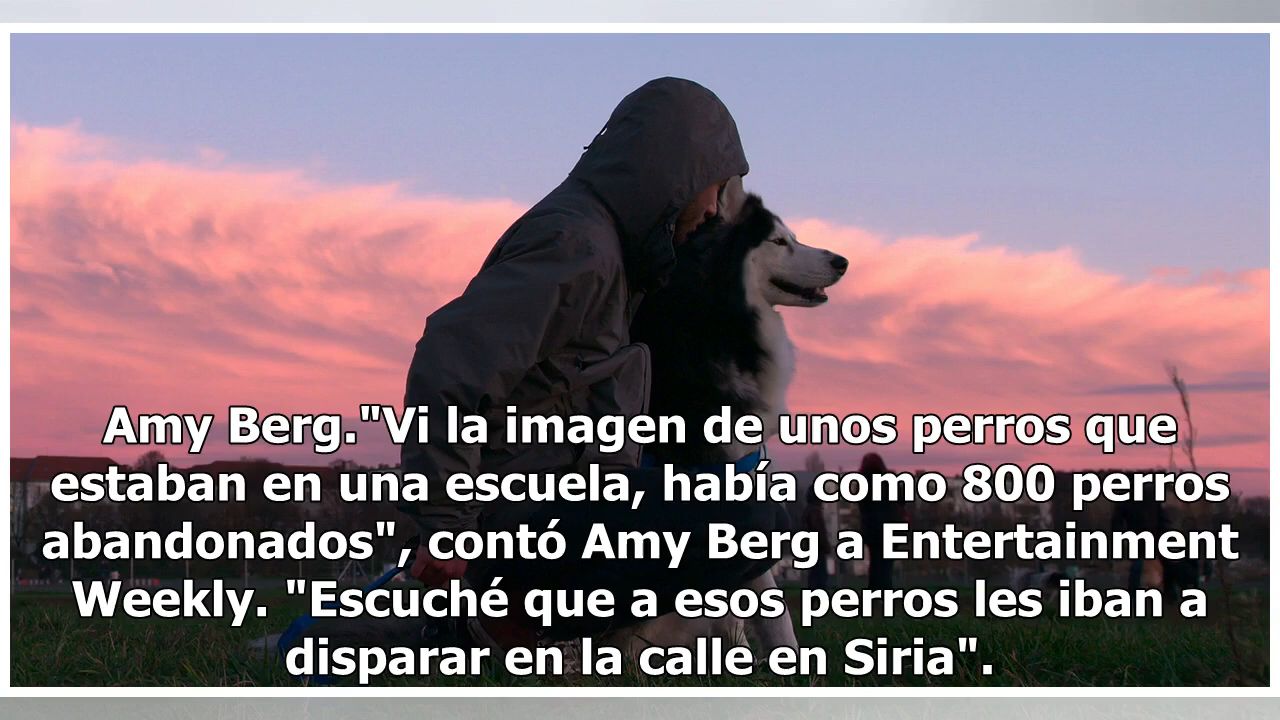 Amy Berg."Vi la imagen de unos perros que
estaban en una escuela, había como 800 perros
abandonados", contó Amy Berg a Entertainment
Weekly. "Escuché que a esos perros les iban a
disparar en la calle en Siria".